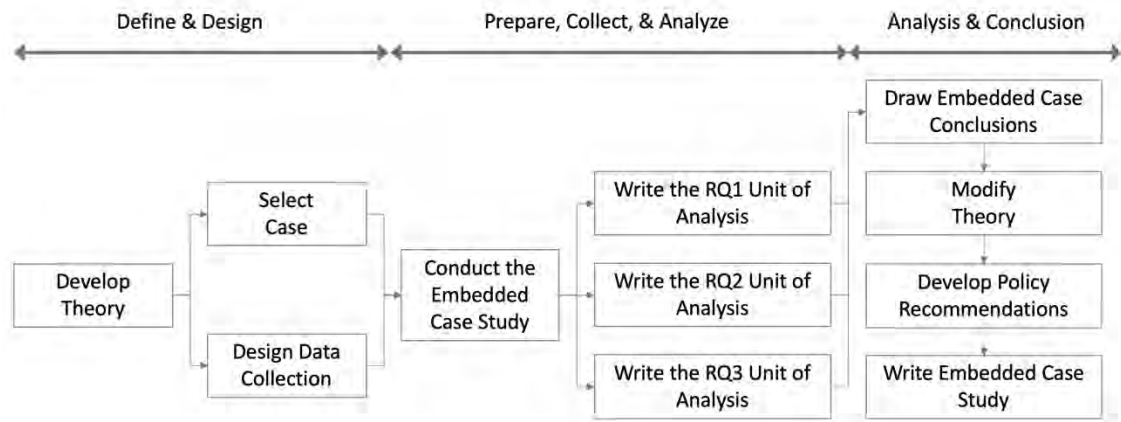 Define & Design
Prepare, Collect, & Analyze
Analysis & Conclusion
Develop
Theory
Select
Case
Design Data
Collection
Conduct the
Embedded
Case Study
Write the RQ1 Unit of
Analysis
Write the RQ2 Unit of
Analysis
Write the RQ3 Unit of
Analysis
Draw Embedded Case
Conclusions
Modify
Theory
Develop Policy
Recommendations
Write Embedded Case
Study